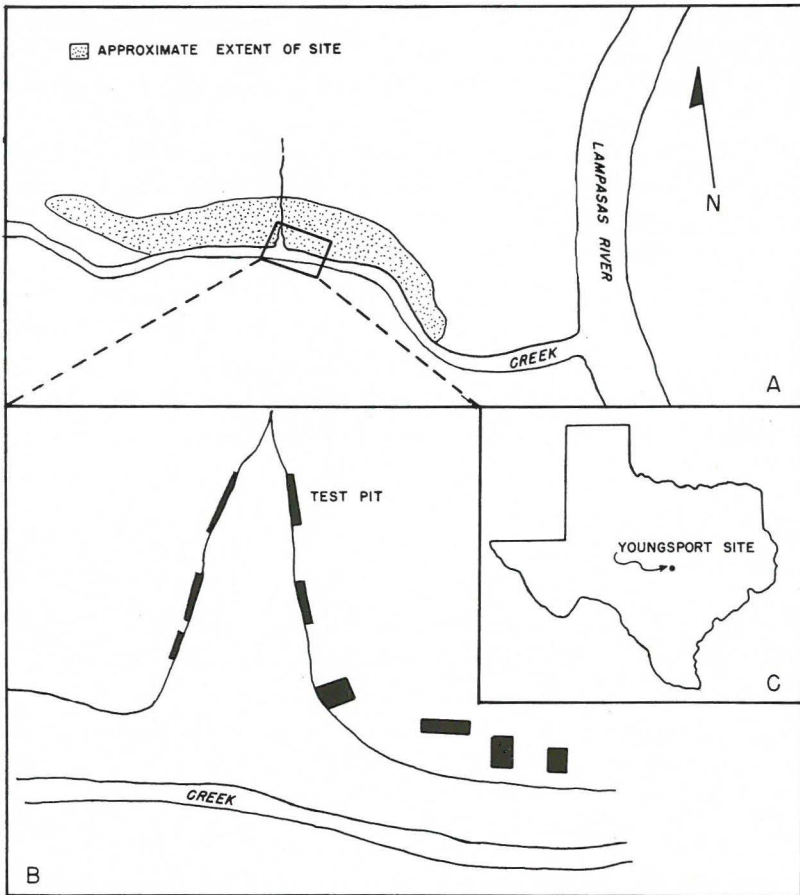 APPROXIMATE EXTENT OF SITE
LAMPASAS RIVER
N
CREEK
A
TEST PIT
YOUNGSPORT SITE
C
CREEK
B